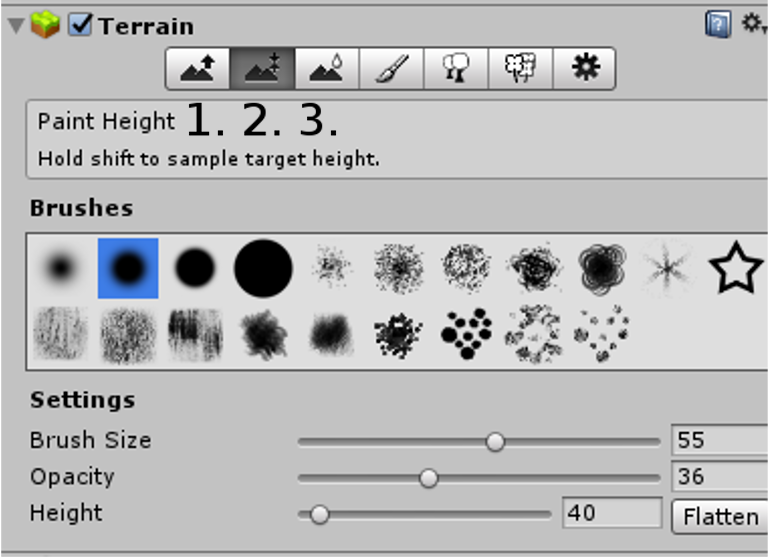 Terrain
Paint Height 1. 2. 3.
Hold shift to sample target height.
Brushes
Settings
Brush Size 55
Opacity 36
Height 40 Flatten